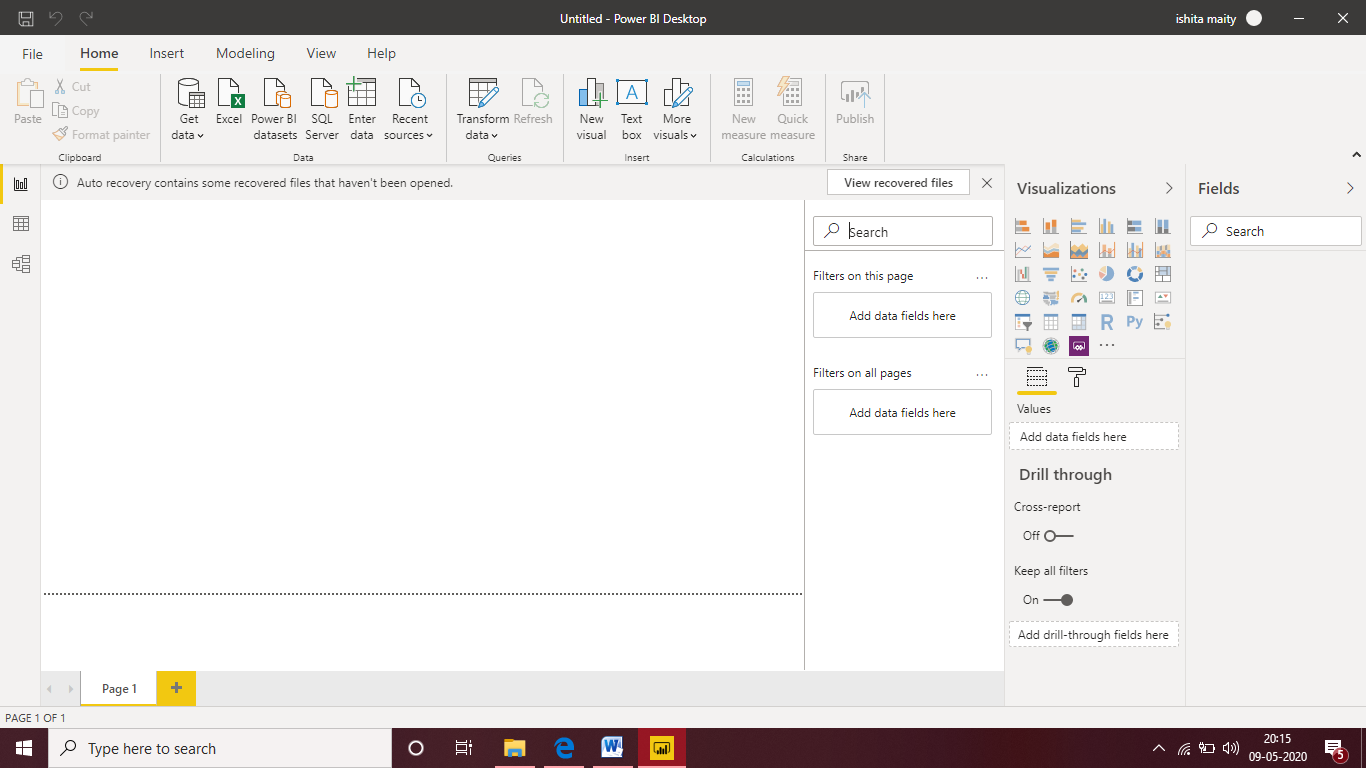 Untitled - Power BI Desktop
ishita maity
File
Home
Insert
Modeling
View
Help
Paste
Cut
Copy
Format painter
Clipboard
Get data
Excel
Power BI datasets
SQL Server
Enter data
Recent sources
Data
Transform data
Refresh
Queries
New visual
Text box
More visuals
Insert
New measure
Quick measure
Calculations
Publish
Share
Auto recovery contains some recovered files that haven't been opened.
View recovered files
Search
Filters on this page
...
Add data fields here
Filters on all pages
...
Add data fields here
Visualizations
123
R
Py
...
Values
Add data fields here
Drill through
Cross-report
Off
Keep all filters
On
Add drill-through fields here
Fields
Search
Page 1
PAGE 1 OF 1
Type here to search
20:15
09-05-2020
5